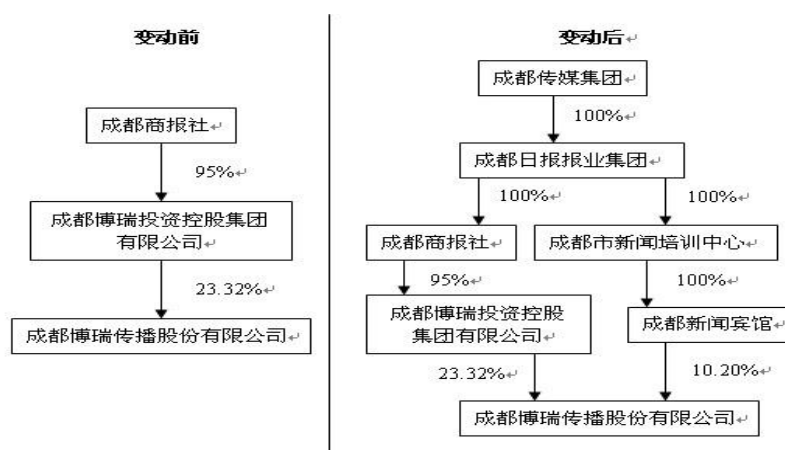 变动前
成都商报社↵
95%↵
成都博瑞投资控股集团
有限公司↵
23.32%↵
成都博瑞传播股份有限公司↵
变动后↵
成都传媒集团↵
100%↵
成都日报报业集团↵
100%↵
100%↵
成都商报社↵
成都市新闻培训中心↵
95%↵
100%↵
成都博瑞投资控股
集团有限公司↵
成都新闻宾馆↵
23.32%↵
10.20%↵
成都博瑞传播股份有限公司↵